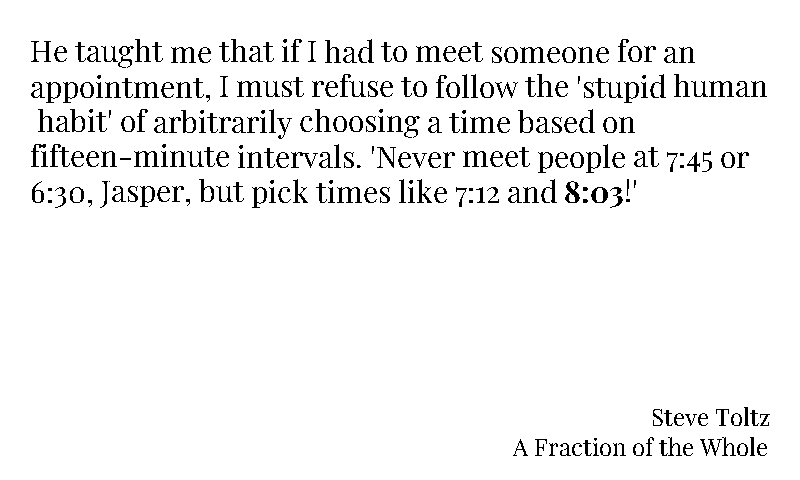 He taught me that if I had to meet someone for an
appointment, I must refuse to follow the 'stupid human
habit' of arbitrarily choosing a time based on
fifteen-minute intervals. 'Never meet people at 7:45 or
6:30, Jasper, but pick times like 7:12 and 8:03!'
Steve Toltz
A Fraction of the Whole